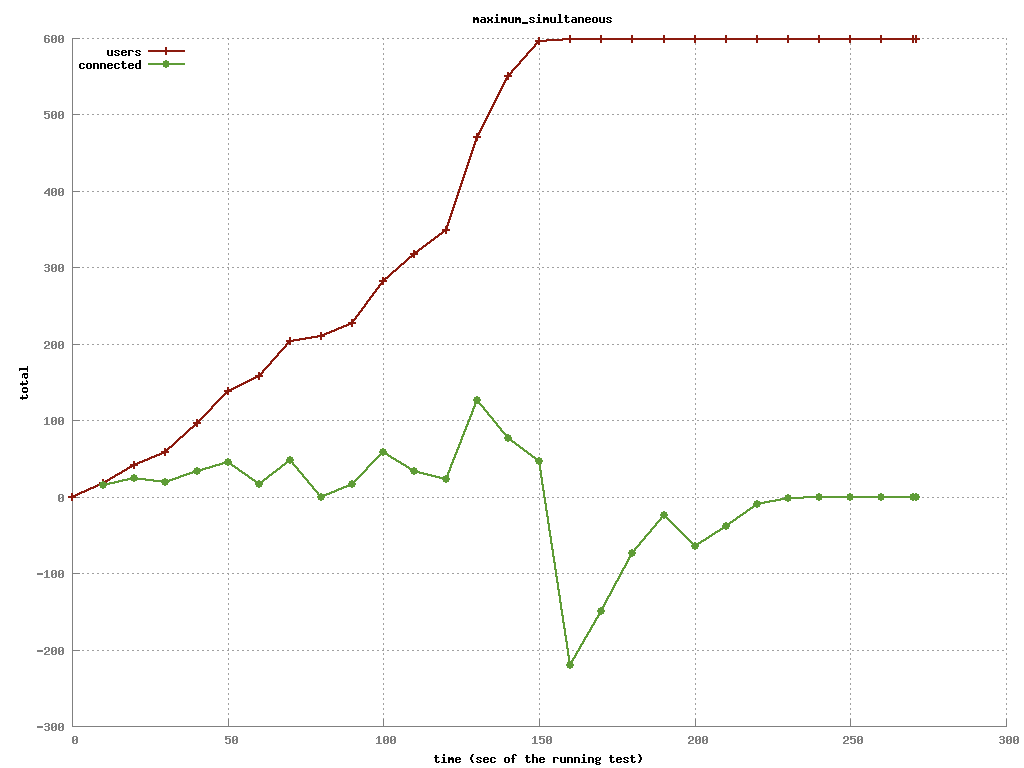 maximum_simultaneous
users
connected
600
500
400
300
200
100
0
-100
-200
-300
total
0 50 100 150 200 250 300
time (sec of the running test)